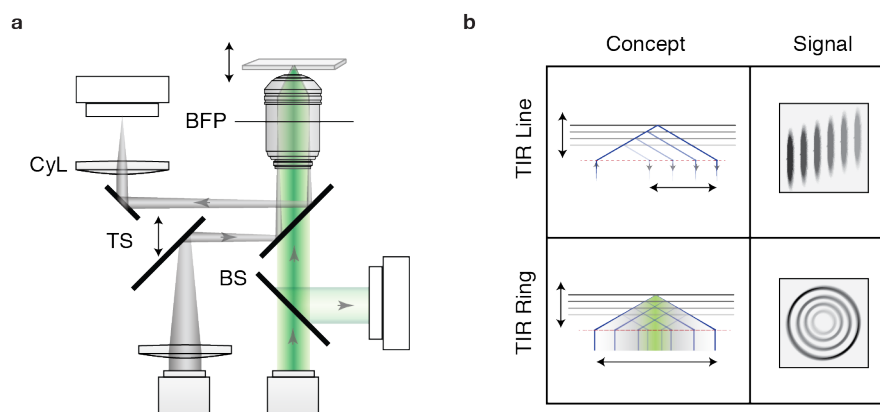 a
BFP
CyL
TS
BS
b
Concept
Signal
TIR Line
TIR Ring